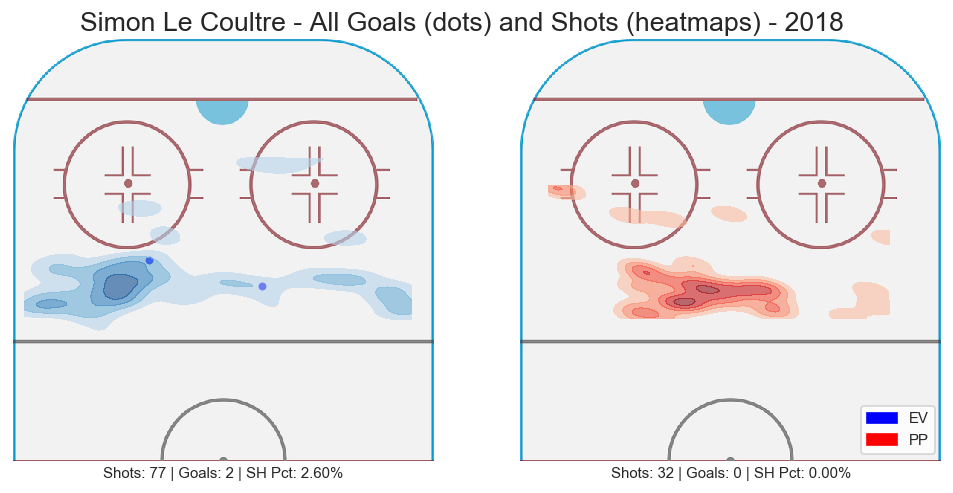 Simon Le Coultre - All Goals (dots) and Shots (heatmaps) - 2018
EV
PP
Shots: 77 | Goals: 2 | SH Pct: 2.60%
Shots: 32 | Goals: 0 | SH Pct: 0.00%